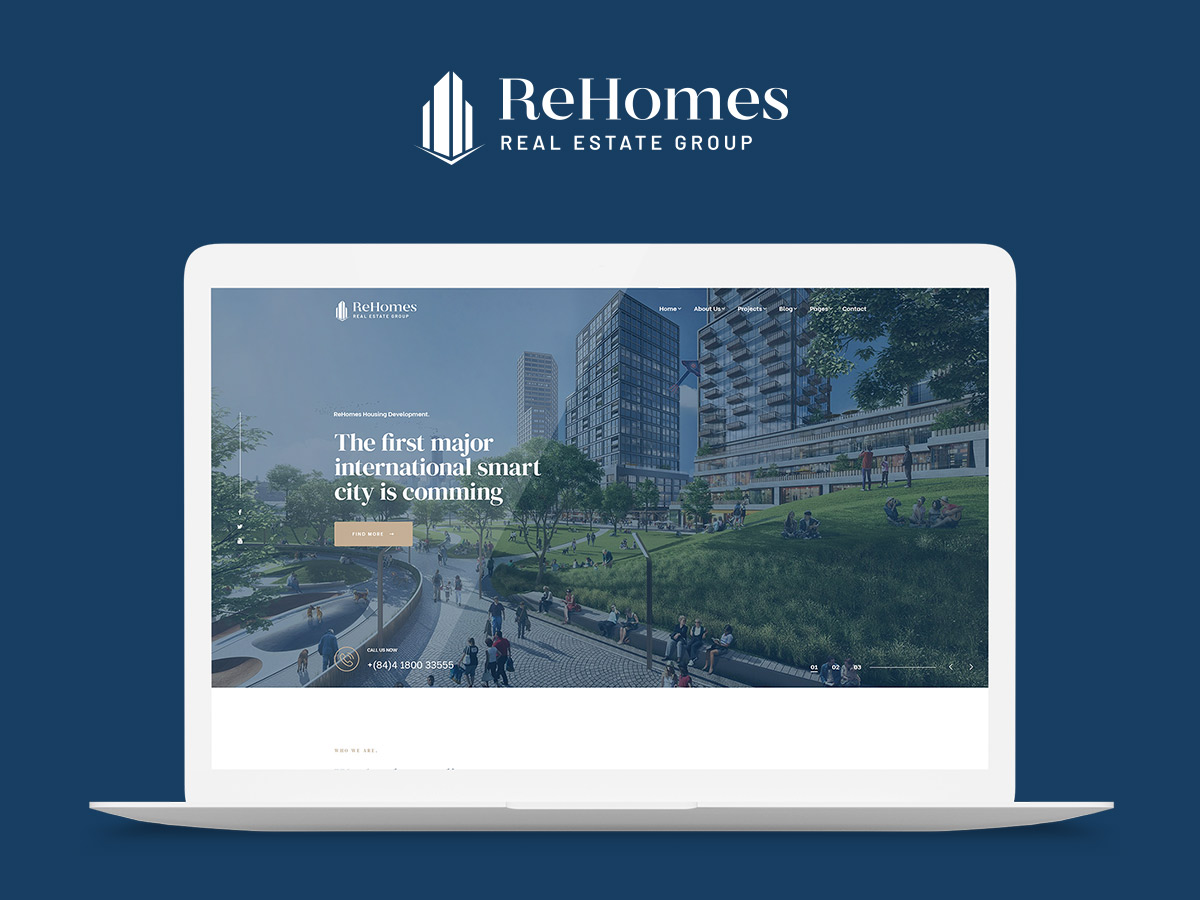 ReHomes
REAL ESTATE GROUP
ReHomes
REAL ESTATE GROUP
Home
About Us
Projects
Blog
Pages
Contact
ReHomes Housing Development.
The first major
international smart
city is comming
FIND MORE
CALL US NOW
+(84)4 1800 33555
01 02 03
WHO WE ARE.